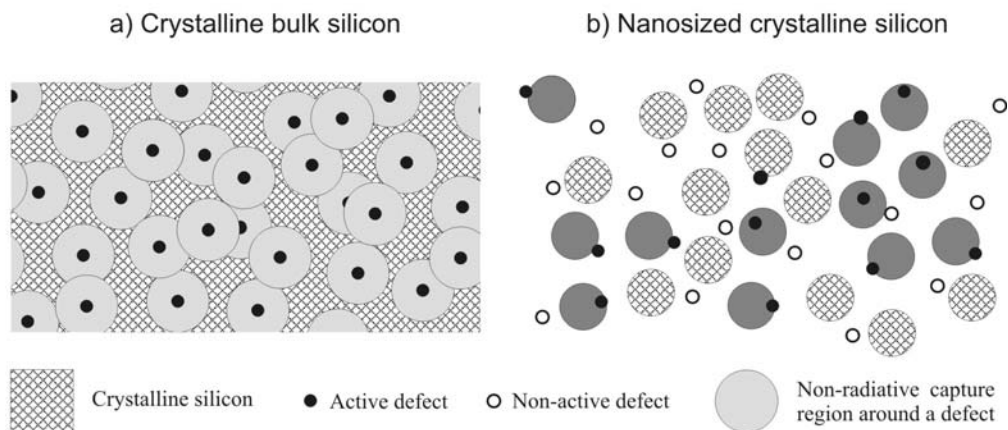 a) Crystalline bulk silicon
b) Nanosized crystalline silicon
Crystalline silicon
Active defect
Non-active defect
Non-radiative capture
region around a defect